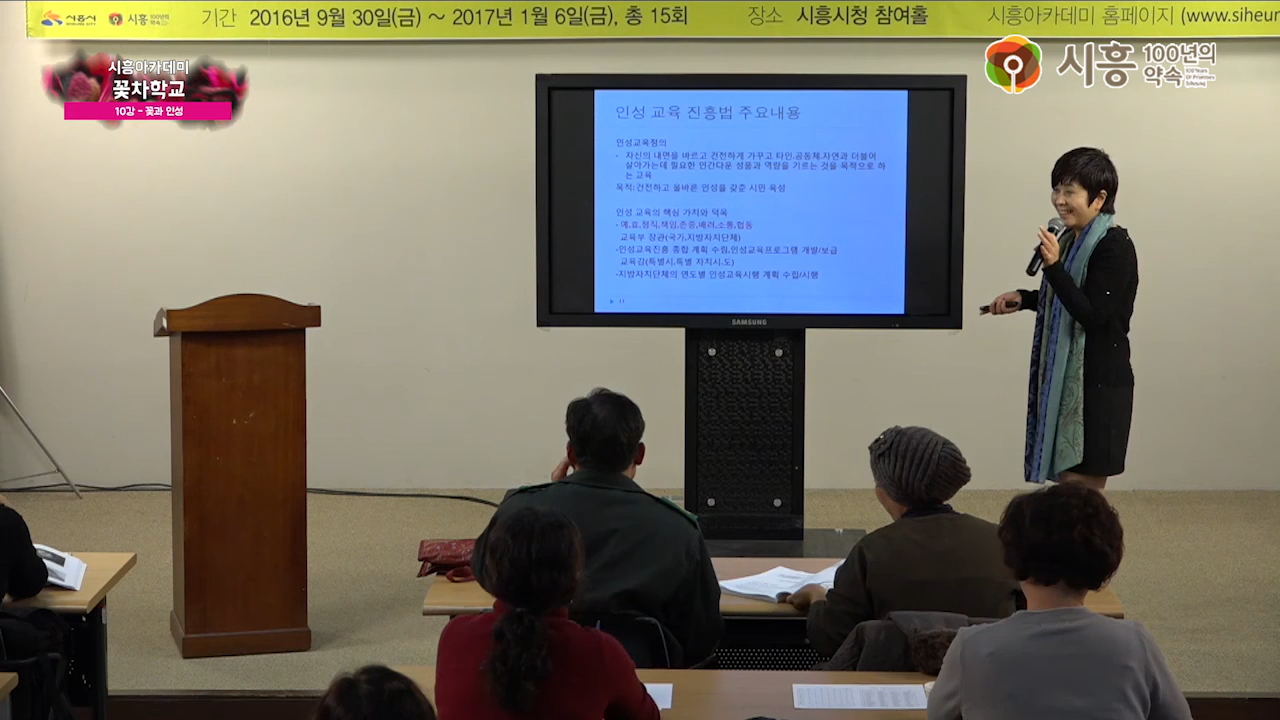 시흥시 시흥 100년의 약속 기간 2016년 9월 30일(금) ~ 2017년 1월 6일(금), 총 15회 장소 시흥시청 참여홀 시흥아카데미 홈페이지 (www.siheun
시흥아카데미
꽃차학교
10강 - 꽃과 인성
시흥 100년의 약속
인성 교육 진흥법 주요내용
인성교육정의
- 자신의 내면을 바르고 건전하게 가꾸고 타인.공동체.자연과 더불어
살아가는데 필요한 인간다운 성품과 역량을 기르는 것을 목적으로 하
는 교육
목적:건전하고 올바른 인성을 갖춘 시민 육성
인성 교육의 핵심 가치와 덕목
- 예,효,정직,책임,존중,배려,소통,협동
교육부 장관(국가,지방자치단체)
-인성교육진흥 종합 계획 수립,인성교육프로그램 개발/보급
교육감(특별시,특별 자치시.도)
-지방자치단체의 연도별 인성교육시행 계획 수립/시행
11
SAMSUNG